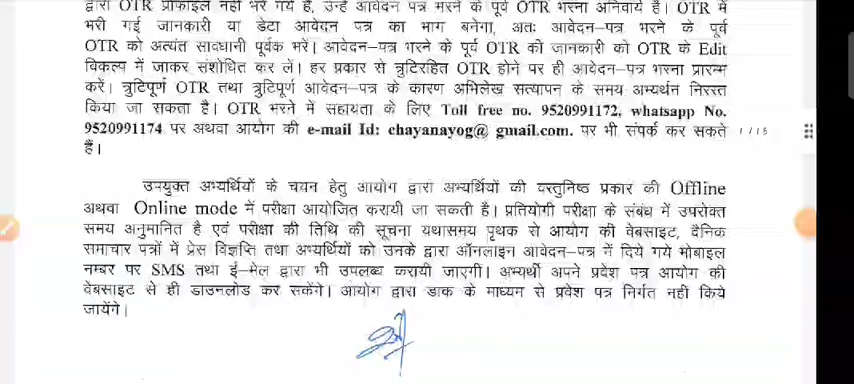 द्वारा OTR प्रोफाइल नहीं भरे गये हैं, उन्हें आवेदन पत्र भरने के पूर्व OTR भरना अनिवार्य है। OTR में
भरी गई जानकारी या डेटा आवेदन पत्र का भाग बनेगा, अतः आवेदन–पत्र भरने के पूर्व
OTR को अत्यंत सावधानी पूर्वक भरें। आवेदन–पत्र भरने के पूर्व OTR की जानकारी को OTR के Edit
विकल्प में जाकर संशोधित कर लें। हर प्रकार से त्रुटिरहित OTR होने पर ही आवेदन–पत्र भरना प्रारम्भ
करें। त्रुटिपूर्ण OTR तथा त्रुटिपूर्ण आवेदन–पत्र के कारण अभिलेख सत्यापन के समय अभ्यर्थन निरस्त
किया जा सकता है। OTR भरने में सहायता के लिए Toll free no. 9520991172, whatsapp No.
9520991174 पर अथवा आयोग की e-mail Id: chayanayog@ gmail.com. पर भी संपर्क कर सकते
हैं।
1 / 15
उपयुक्त अभ्यर्थियों के चयन हेतु आयोग द्वारा अभ्यर्थियों की वस्तुनिष्ठ प्रकार की Offline
अथवा Online mode में परीक्षा आयोजित करायी जा सकती है। प्रतियोगी परीक्षा के संबंध में उपरोक्त
समय अनुमानित है एवं परीक्षा की तिथि की सूचना यथासमय पृथक से आयोग की वेबसाइट, दैनिक
समाचार पत्रों में प्रेस विज्ञप्ति तथा अभ्यर्थियों को उनके द्वारा ऑनलाइन आवेदन–पत्र में दिये गये मोबाइल
नम्बर पर SMS तथा ई–मेल द्वारा भी उपलब्ध करायी जाएगी। अभ्यर्थी अपने प्रवेश पत्र आयोग की
वेबसाइट से ही डाउनलोड कर सकेंगे। आयोग द्वारा डाक के माध्यम से प्रवेश पत्र निर्गत नहीं किये
जायेंगे।